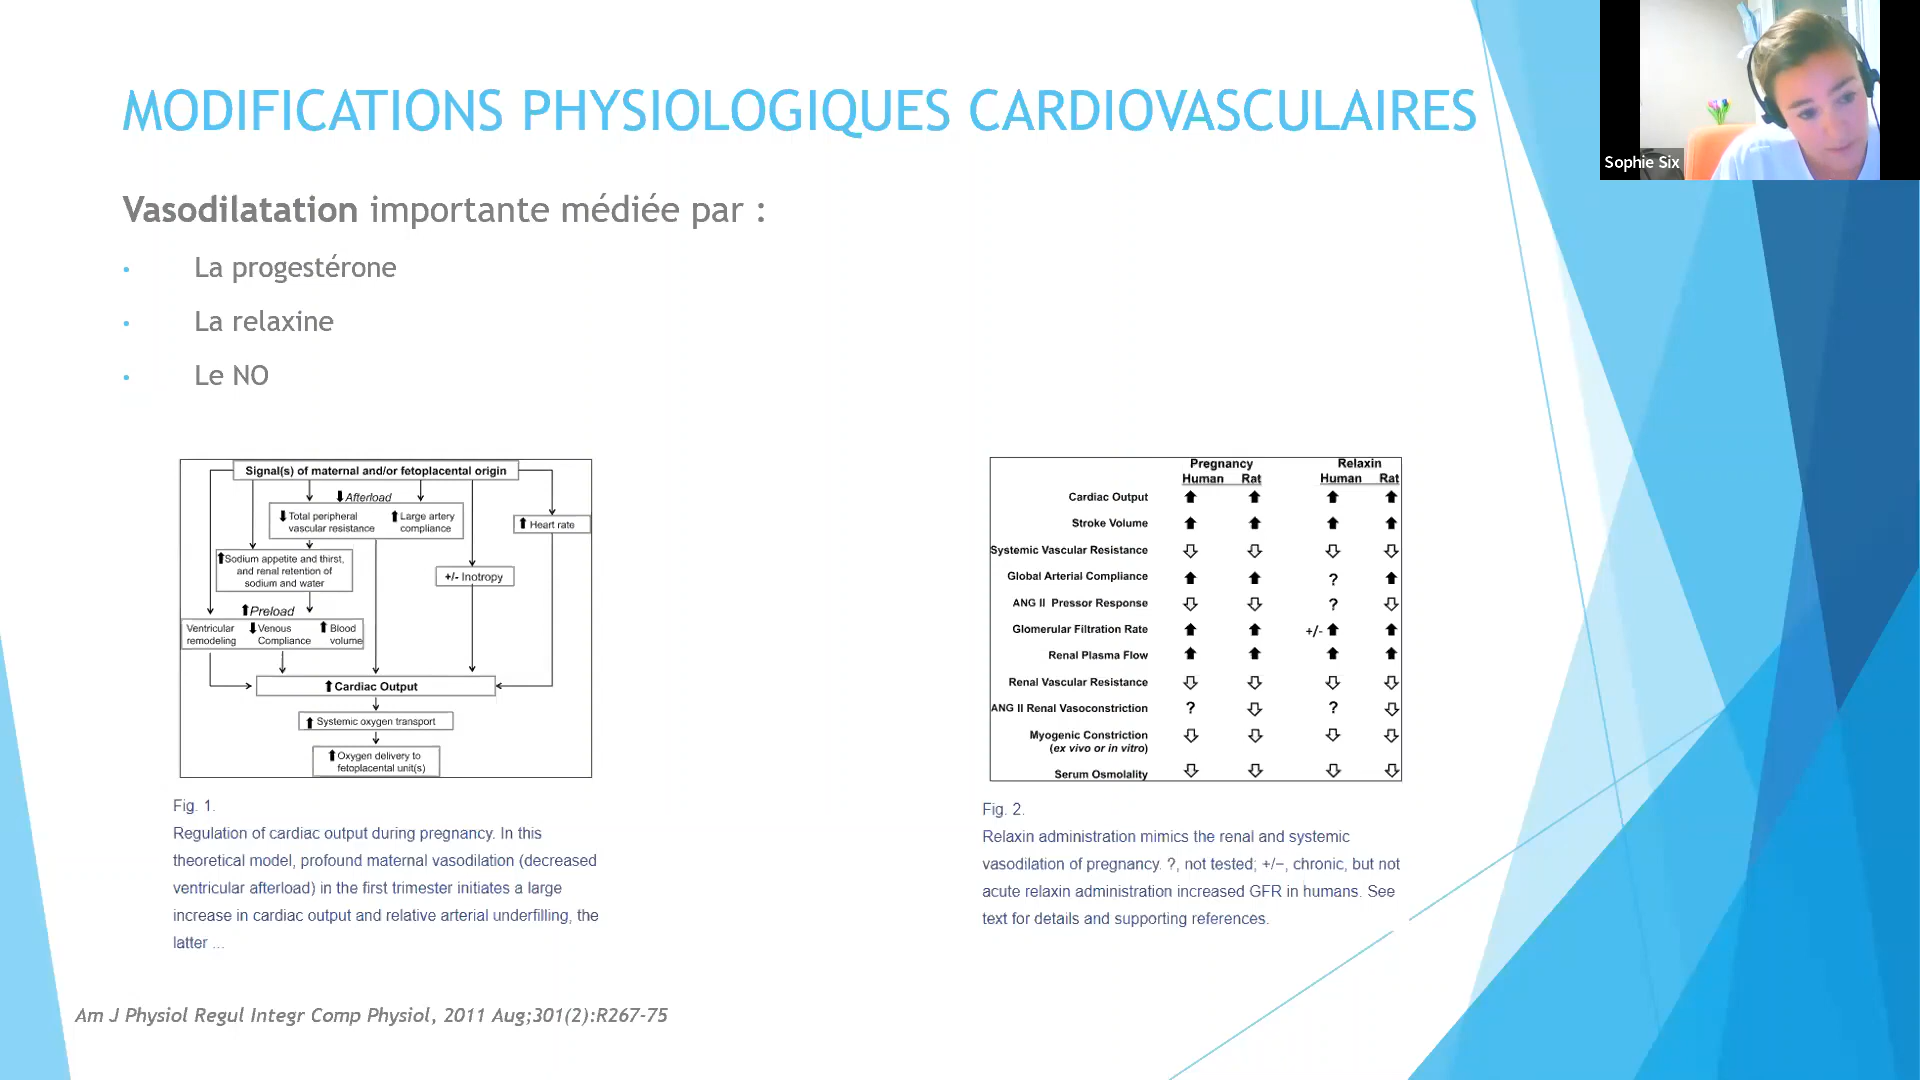 MODIFICATIONS PHYSIOLOGIQUES CARDIOVASCULAIRES
Sophie Six
Vasodilatation importante médiée par :
• La progestérone
• La relaxine
• Le NO
Signal(s) of maternal and/or fetoplacental origin
⬇Afterload
⬇Total peripheral
vascular resistance
⬆Large artery
compliance
⬆ Heart rate
⬆Sodium appetite and thirst,
and renal retention of
sodium and water
+/- Inotropy
⬆Preload
Ventricular
remodeling
⬇Venous
Compliance
⬆ Blood
volume
⬆Cardiac Output
⬆ Systemic oxygen transport
⬆Oxygen delivery to
fetoplacental unit(s)
Fig. 1.
Regulation of cardiac output during pregnancy. In this
theoretical model, profound maternal vasodilation (decreased
ventricular afterload) in the first trimester initiates a large
increase in cardiac output and relative arterial underfilling, the
latter ...
Pregnancy Relaxin
Human Rat Human Rat
Cardiac Output ⬆ ⬆ ⬆ ⬆
Stroke Volume ⬆ ⬆ ⬆ ⬆
Systemic Vascular Resistance ⇩ ⇩ ⇩ ⇩
Global Arterial Compliance ⬆ ⬆ ? ⬆
ANG II Pressor Response ⇩ ⇩ ? ⇩
Glomerular Filtration Rate ⬆ ⬆ +/- ⬆ ⬆
Renal Plasma Flow ⬆ ⬆ ⬆ ⬆
Renal Vascular Resistance ⇩ ⇩ ⇩ ⇩
ANG II Renal Vasoconstriction ? ⇩ ? ⇩
Myogenic Constriction ⇩ ⇩ ⇩ ⇩
(ex vivo or in vitro)
Serum Osmolality ⇩ ⇩ ⇩ ⇩
Fig. 2.
Relaxin administration mimics the renal and systemic
vasodilation of pregnancy. ?, not tested; +/−, chronic, but not
acute relaxin administration increased GFR in humans. See
text for details and supporting references.
Am J Physiol Regul Integr Comp Physiol, 2011 Aug;301(2):R267-75